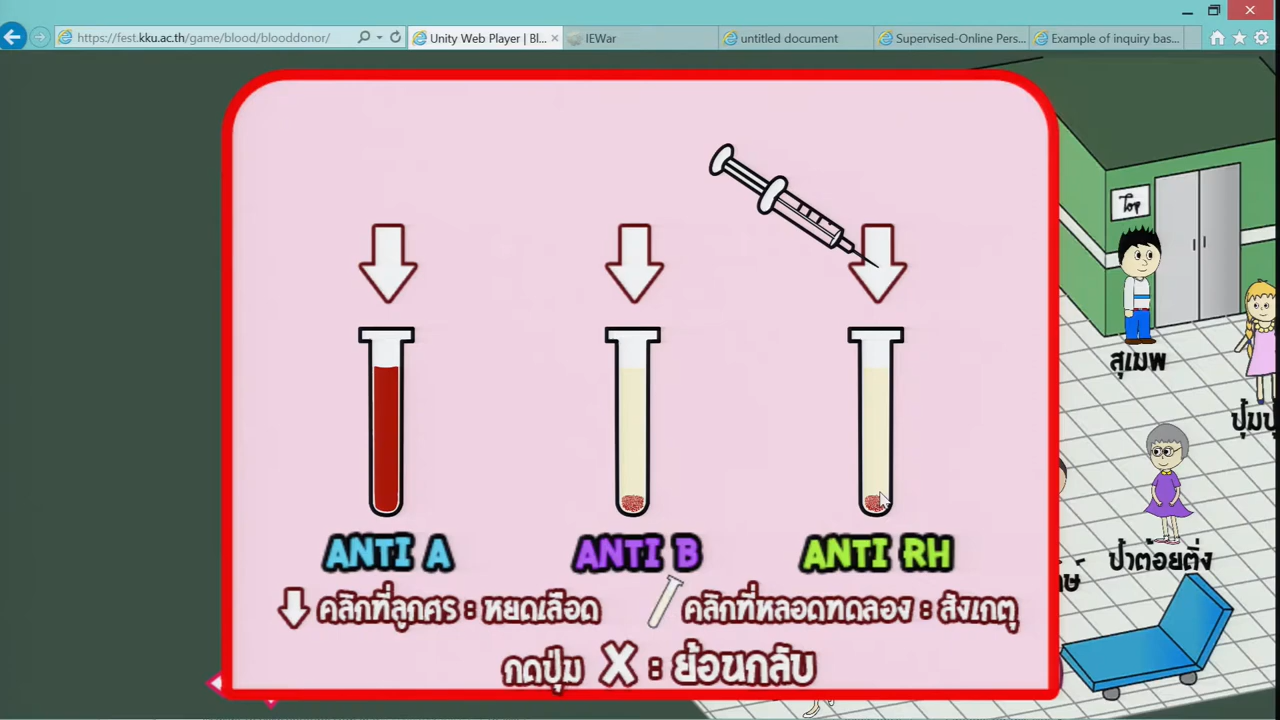 https://fest.kku.ac.th/game/blood/blooddonor/
Unity Web Player | Bl...
IEWar
untitled document
Supervised-Online Pers...
Example of inquiry bas...
Top
สุเมพ
ANTI A
ANTI B
ANTI RH
ป้าต้อยติ่ง
คลิกที่ลูกศร : หยดเลือด
คลิกที่หลอดทดลอง : สังเกตุ
กดปุ่ม X : ย้อนกลับ